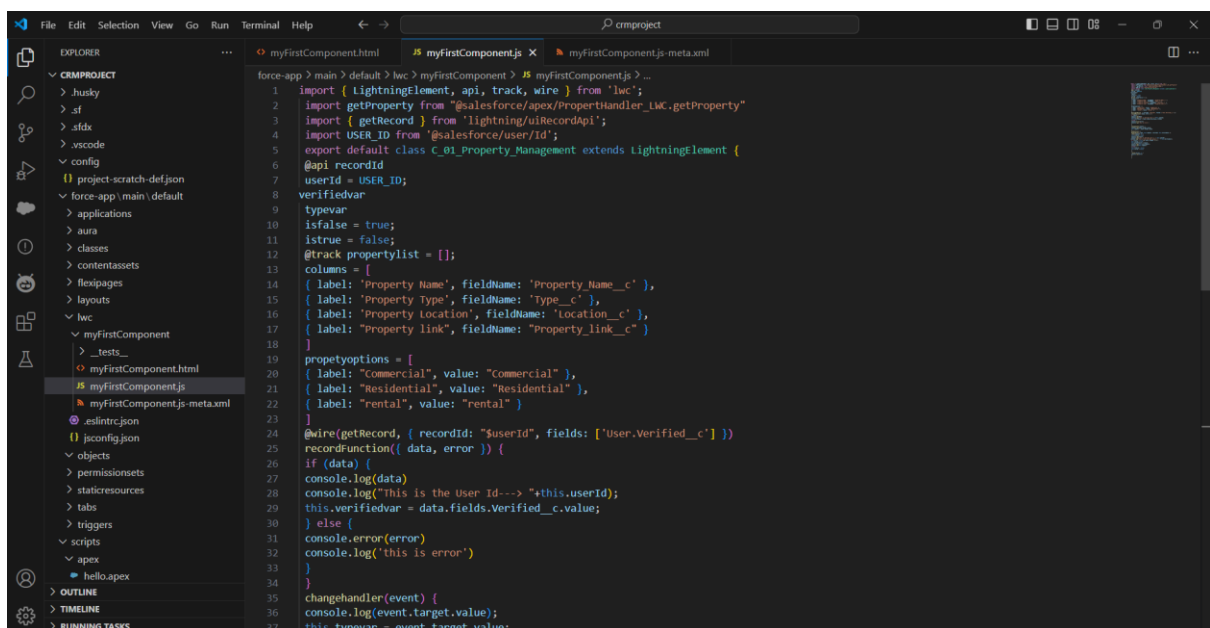 File Edit Selection View Go Run Terminal Help
crmproject
EXPLORER
CRMPROJECT
.husky
.sf
.sfdx
.vscode
config
{} project-scratch-def.json
force-app\main\default
applications
aura
classes
contentassets
flexipages
layouts
lwc
myFirstComponent
__tests__
<> myFirstComponent.html
JS myFirstComponent.js
myFirstComponent.js-meta.xml
.eslintrc.json
{} jsconfig.json
objects
permissionsets
staticresources
tabs
triggers
scripts
apex
hello.apex
OUTLINE
TIMELINE
RUNNING TASKS
<> myFirstComponent.html JS myFirstComponent.js myFirstComponent.js-meta.xml
force-app > main > default > lwc > myFirstComponent > JS myFirstComponent.js > ...
1 import { LightningElement, api, track, wire } from 'lwc';
2 import getProperty from "@salesforce/apex/PropertHandler_LWC.getProperty"
3 import { getRecord } from 'lightning/uiRecordApi';
4 import USER_ID from '@salesforce/user/Id';
5 export default class C_01_Property_Management extends LightningElement {
6 @api recordId
7 userId = USER_ID;
8 verifiedvar
9 typevar
10 isfalse = true;
11 istrue = false;
12 @track propertylist = [];
13 columns = [
14 { label: 'Property Name', fieldName: 'Property_Name__c' },
15 { label: 'Property Type', fieldName: 'Type__c' },
16 { label: 'Property Location', fieldName: 'Location__c' },
17 { label: "Property link", fieldName: "Property_link__c" }
18 ]
19 propetyoptions = [
20 { label: "Commercial", value: "Commercial" },
21 { label: "Residential", value: "Residential" },
22 { label: "rental", value: "rental" }
23 ]
24 @wire(getRecord, { recordId: "$userId", fields: ['User.Verified__c'] })
25 recordFunction({ data, error }) {
26 if (data) {
27 console.log(data)
28 console.log("This is the User Id---> "+this.userId);
29 this.verifiedvar = data.fields.Verified__c.value;
30 } else {
31 console.error(error)
32 console.log('this is error')
33 }
34 }
35 changehandler(event) {
36 console.log(event.target.value);
37 this.typevar = event.target.value;